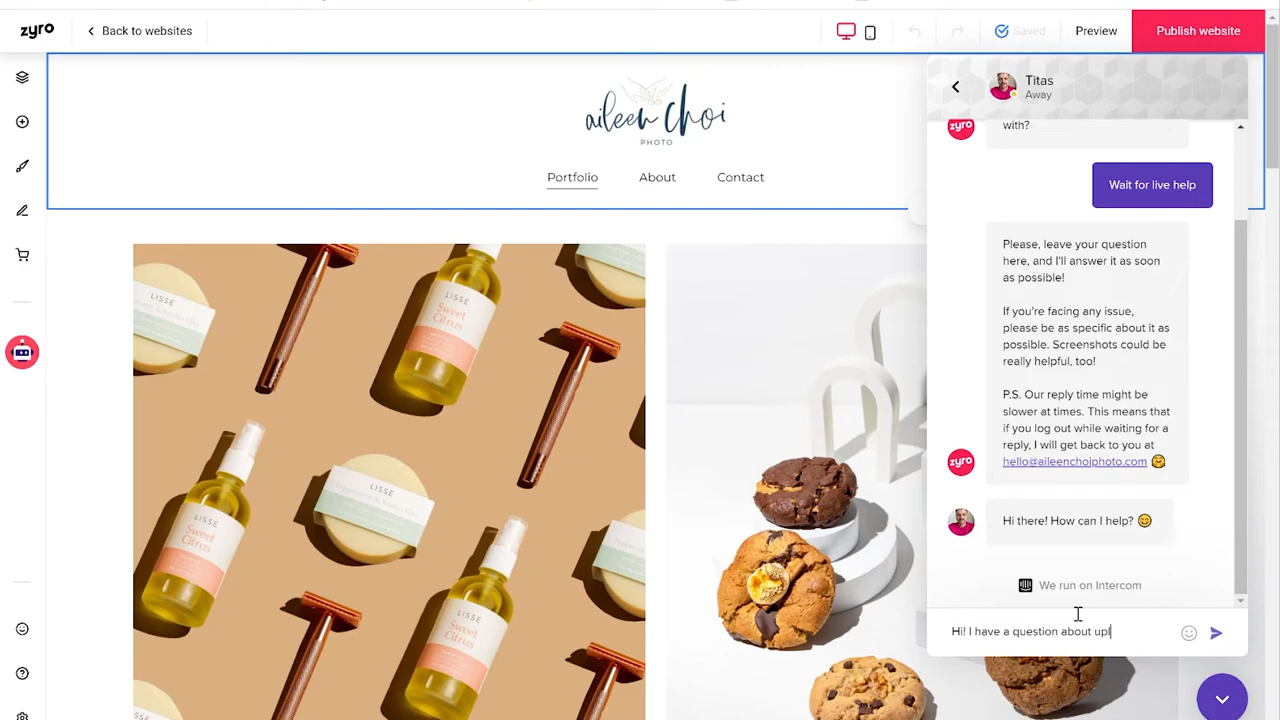 zyro
Back to websites
Saved
Preview
Publish website
Titas
Away
aileen choi
PHOTO
Portfolio
About
Contact
zyro
with?
Wait for live help
Please, leave your question
here, and I'll answer it as soon
as possible!
If you're facing any issue,
please be as specific about it as
possible. Screenshots could be
really helpful, too!
P.S. Our reply time might be
slower at times. This means that
if you log out while waiting for a
reply, I will get back to you at
zyro
hello@aileenchoiphoto.com
Hi there! How can I help?
We run on Intercom
Hi! I have a question about upl
LISSE
LISSE
Sweet
Citrus
LISSE
Sweet
Citrus
LISSE
LISSE
Sweet
Citrus